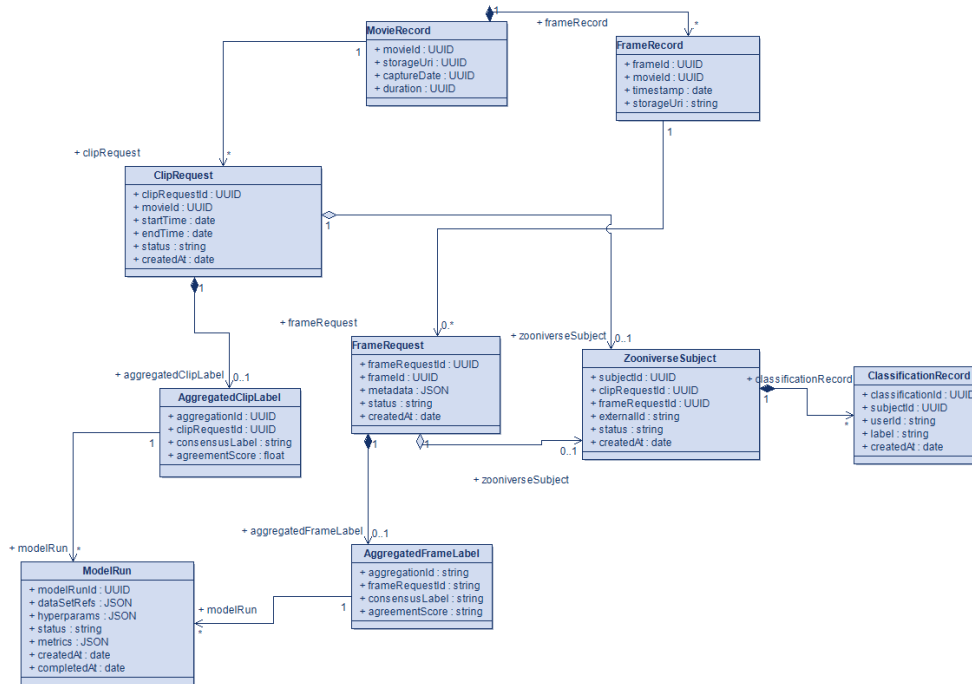 1
+ frameRecord
.*
MovieRecord
+ movieId : UUID
+ storageUri : UUID
+ captureDate : UUID
+ duration : UUID
1
FrameRecord
+ frameId : UUID
+ movieId : UUID
+ timestamp : date
+ storageUri : string
1
+ clipRequest
*
ClipRequest
+ clipRequestId : UUID
+ movieId : UUID
+ startTime : date
+ endTime : date
+ status : string
+ createdAt : date
1
1
+ frameRequest
0.*
+ zooniverseSubject
0..1
FrameRequest
+ frameRequestId : UUID
+ frameId : UUID
+ metadata : JSON
+ status : string
+ createdAt : date
1
1
ZooniverseSubject
+ subjectId : UUID
+ clipRequestId : UUID
+ frameRequestId : UUID
+ externalId : string
+ status : string
+ createdAt : date
+ classificationRecord
1
*
ClassificationRecord
+ classificationId : UUID
+ subjectId : UUID
+ userId : string
+ label : string
+ createdAt : date
+ aggregatedClipLabel
0..1
AggregatedClipLabel
+ aggregationId : UUID
+ clipRequestId : UUID
+ consensusLabel : string
+ agreementScore : float
1
0..1
+ zooniverseSubject
+ aggregatedFrameLabel
0..1
AggregatedFrameLabel
+ aggregationId : string
+ frameRequestId : string
+ consensusLabel : string
+ agreementScore : string
1
+ modelRun
*
+ modelRun
*
ModelRun
+ modelRunId : UUID
+ dataSetRefs : JSON
+ hyperparams : JSON
+ status : string
+ metrics : JSON
+ createdAt : date
+ completedAt : date